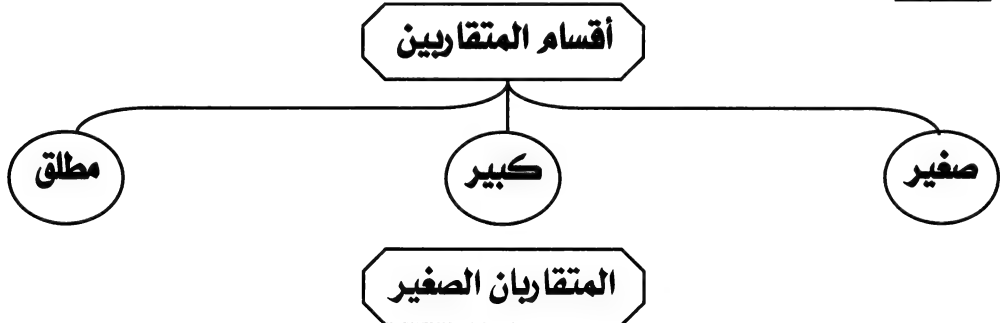 أقسام المتقاربين
صغير
كبير
مطلق
المتقاربان الصغير